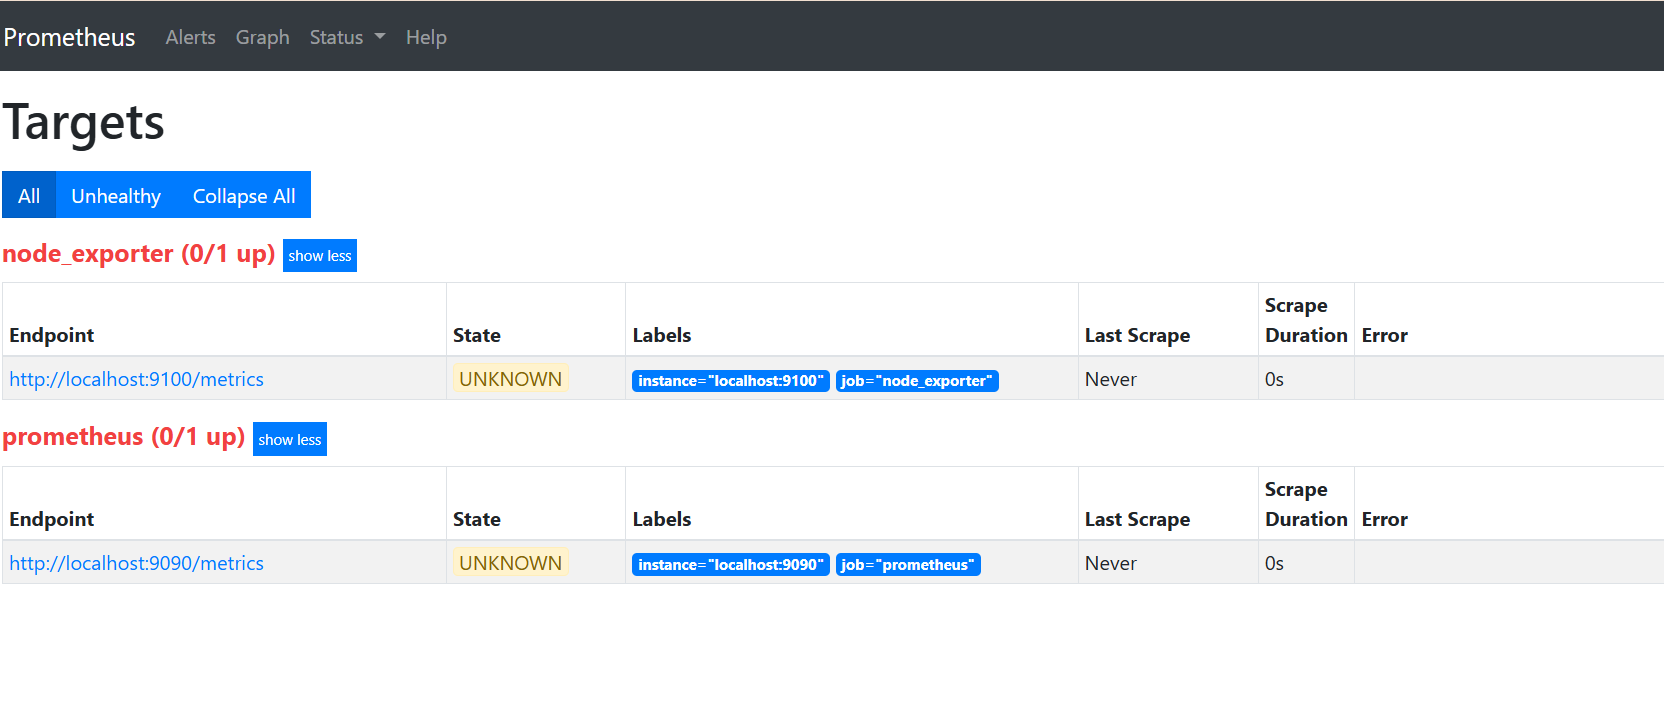 Prometheus Alerts Graph Status Help
Targets
All Unhealthy Collapse All
node_exporter (0/1 up) show less
Endpoint State Labels Last Scrape Scrape Duration Error
http://localhost:9100/metrics UNKNOWN instance="localhost:9100" job="node_exporter" Never 0s
prometheus (0/1 up) show less
Endpoint State Labels Last Scrape Scrape Duration Error
http://localhost:9090/metrics UNKNOWN instance="localhost:9090" job="prometheus" Never 0s